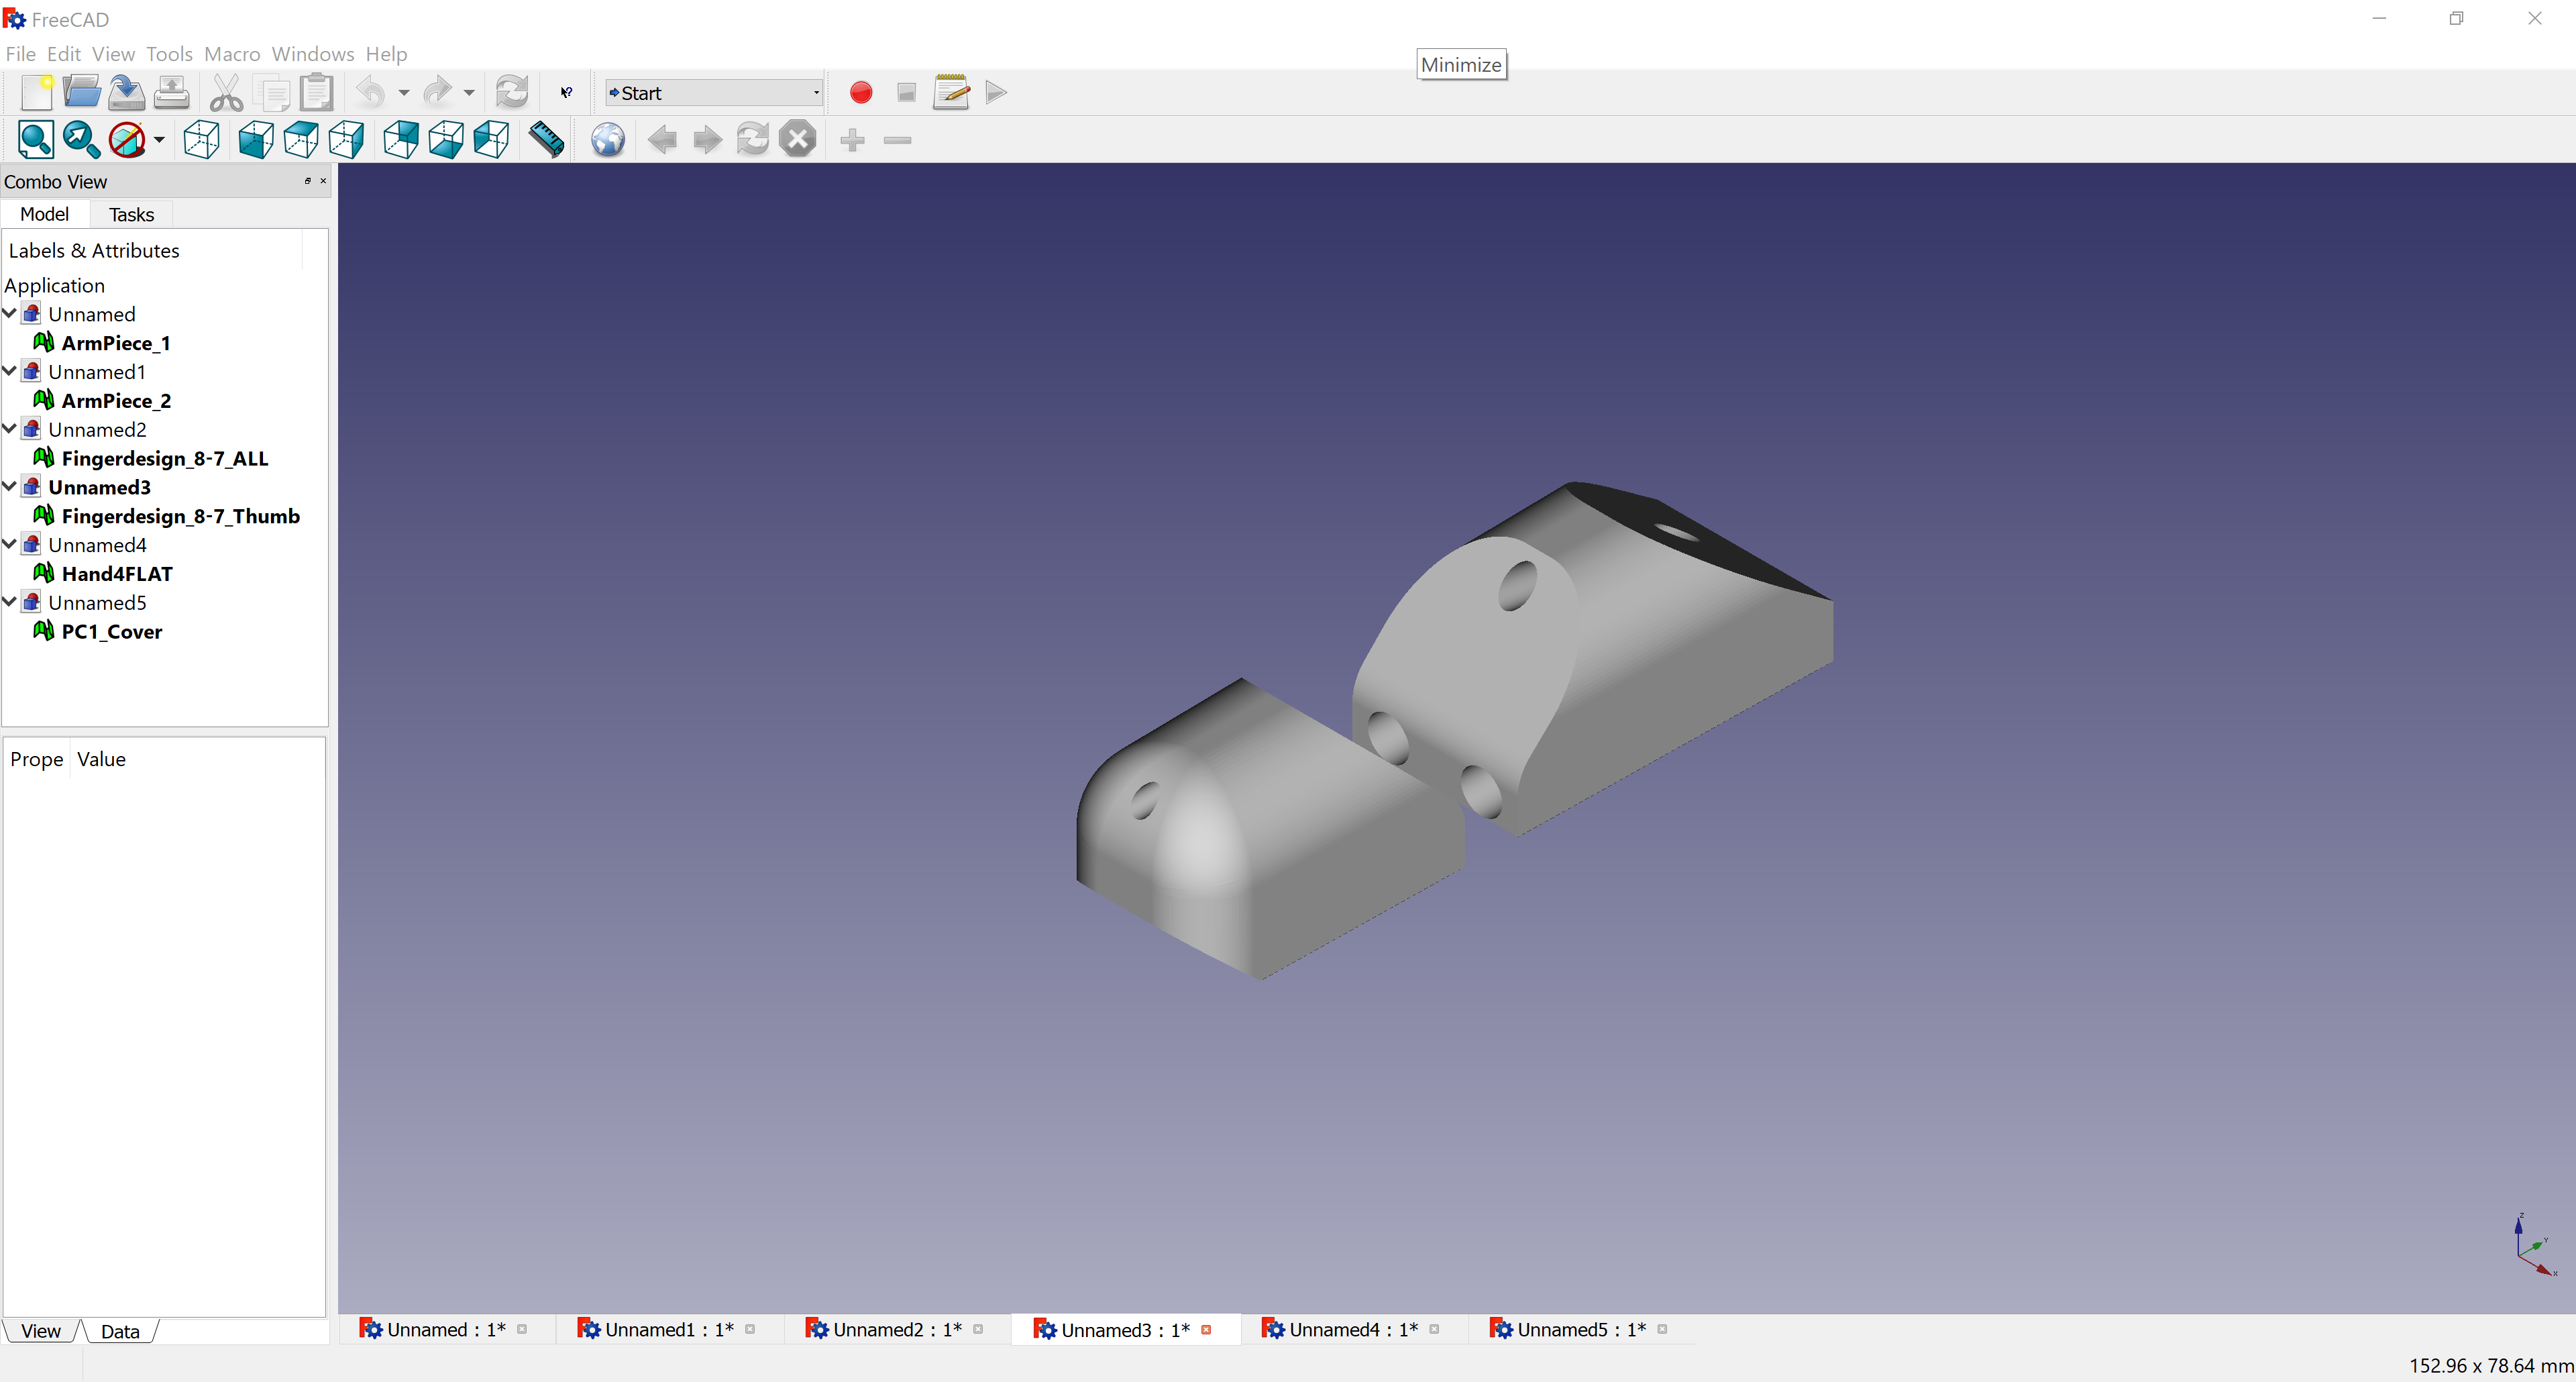 FreeCAD
File Edit View Tools Macro Windows Help
Minimize
Start
Combo View
Model Tasks
Labels & Attributes
Application
Unnamed
ArmPiece_1
Unnamed1
ArmPiece_2
Unnamed2
Fingerdesign_8-7_ALL
Unnamed3
Fingerdesign_8-7_Thumb
Unnamed4
Hand4FLAT
Unnamed5
PC1_Cover
Prope Value
Z
Y
X
View Data
Unnamed : 1* Unnamed1 : 1* Unnamed2 : 1* Unnamed3 : 1* Unnamed4 : 1* Unnamed5 : 1*
152.96 x 78.64 mm